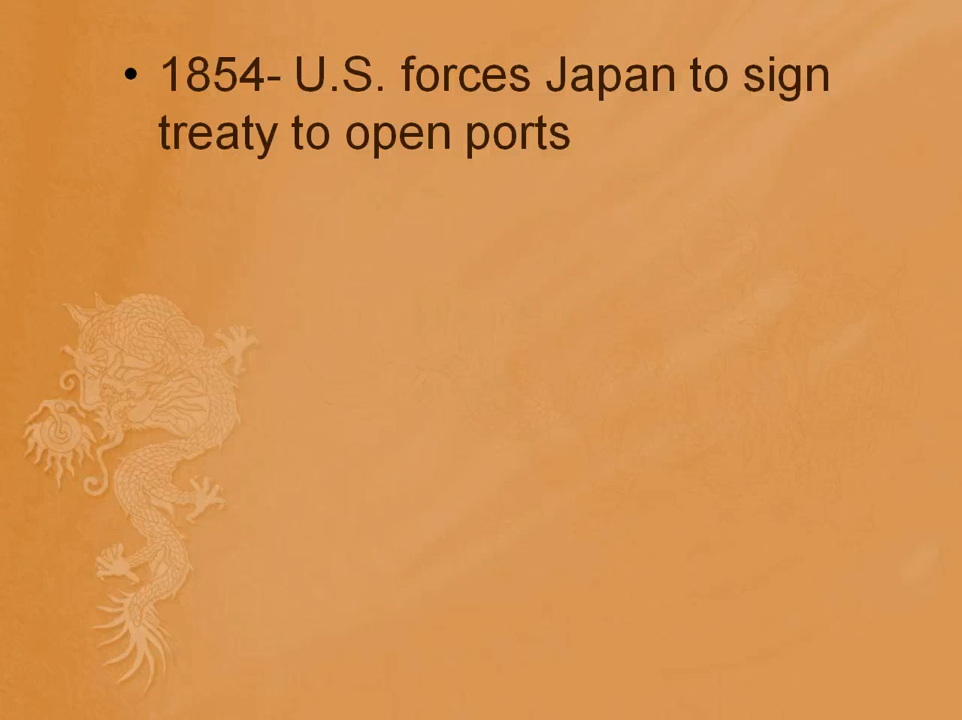 • 1854- U.S. forces Japan to sign
treaty to open ports